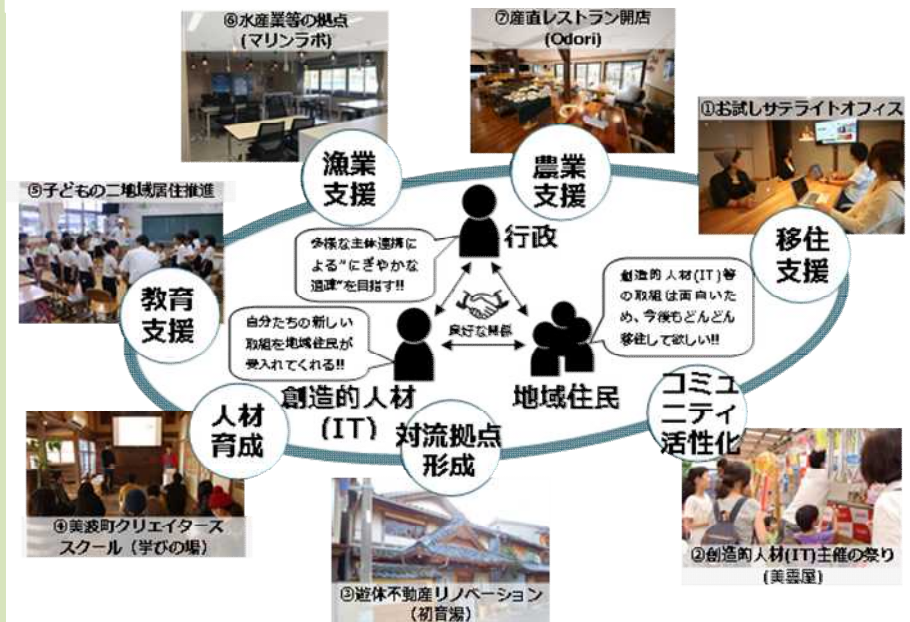 ⑥水産業等の拠点
(マリンラボ)
⑦産直レストラン開店
(Odori)
①お試しサテライトオフィス
漁業
支援
農業
支援
⑤子どもの二地域居住推進
行政
移住
支援
多様な主体連携に
よる“にぎやかな
過疎”を目指す!!
創造的人材(IT)等
の取組は面白いた
め、今後もどんどん
移住して欲しい!!
教育
支援
自分たちの新しい
取組を地域住民が
受入れてくれる!!
良好な関係
創造的人材
(IT)
地域住民
コミュ
ニティ
活性化
人材
育成
対流拠点
形成
④美波町クリエイターズ
スクール（学びの場）
②創造的人材(IT)主催の祭り
(美雲屋)
③遊休不動産リノベーション
（初音湯）